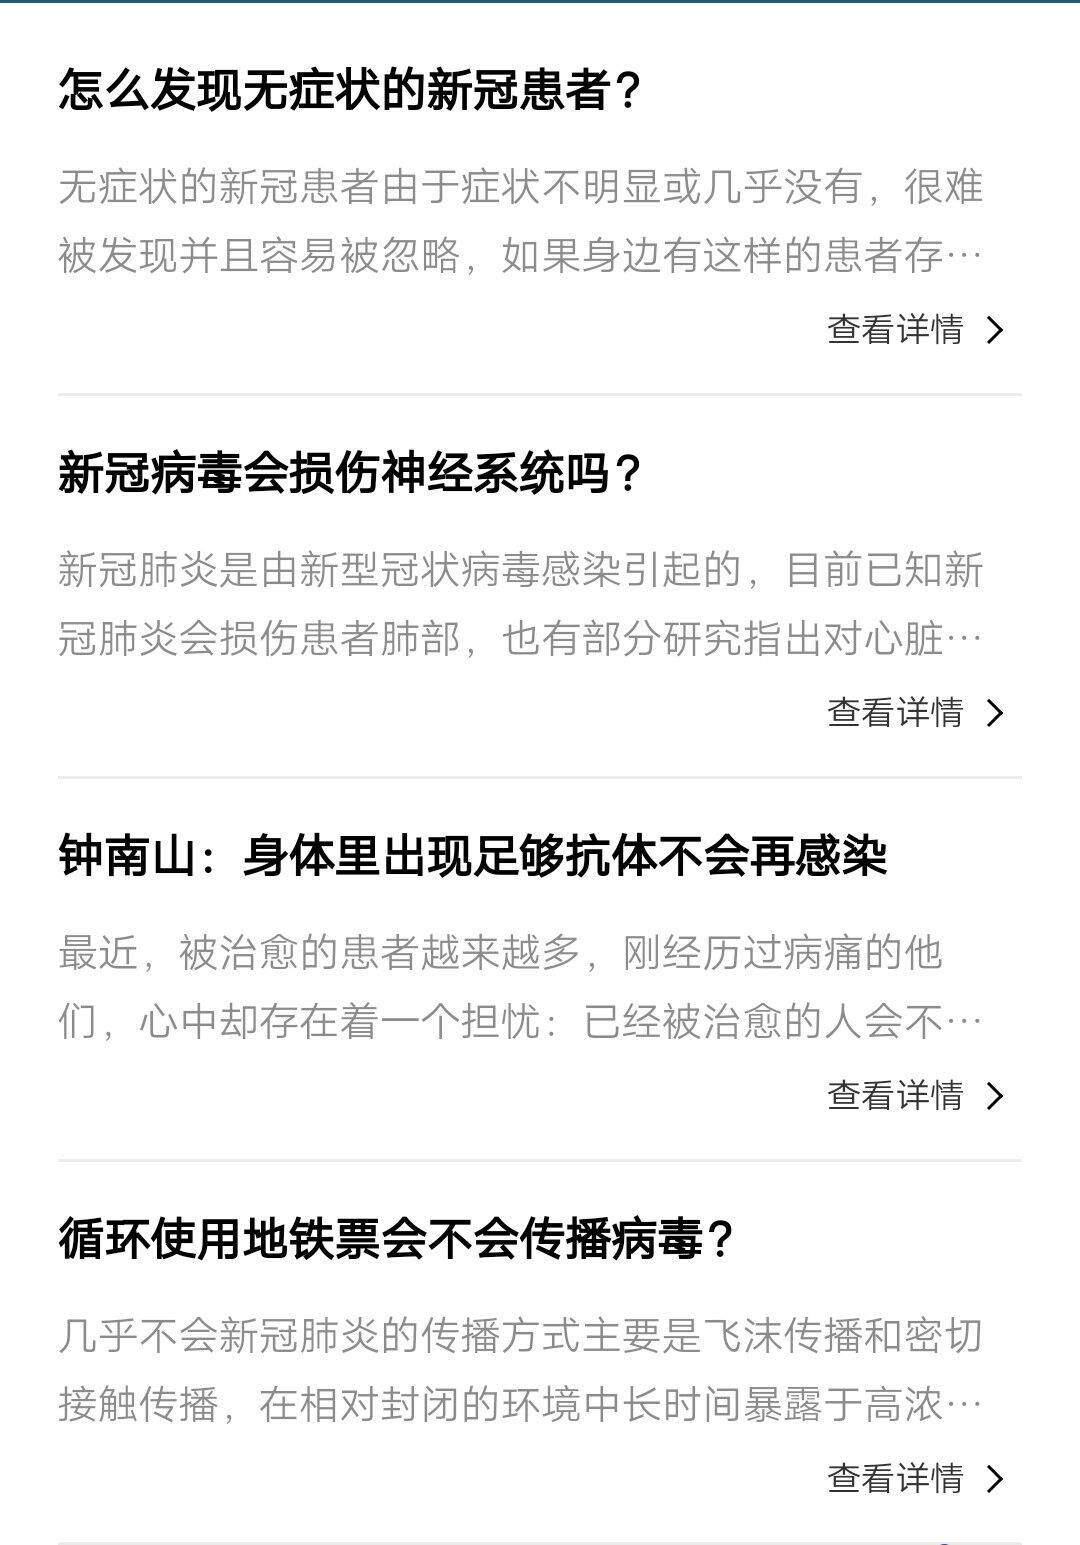 怎么发现无症状的新冠患者？
无症状的新冠患者由于症状不明显或几乎没有，很难
被发现并且容易被忽略，如果身边有这样的患者存…
查看详情
新冠病毒会损伤神经系统吗？
新冠肺炎是由新型冠状病毒感染引起的，目前已知新
冠肺炎会损伤患者肺部，也有部分研究指出对心脏…
查看详情
钟南山：身体里出现足够抗体不会再感染
最近，被治愈的患者越来越多，刚经历过病痛的他
们，心中却存在着一个担忧：已经被治愈的人会不…
查看详情
循环使用地铁票会不会传播病毒？
几乎不会新冠肺炎的传播方式主要是飞沫传播和密切
接触传播，在相对封闭的环境中长时间暴露于高浓…
查看详情